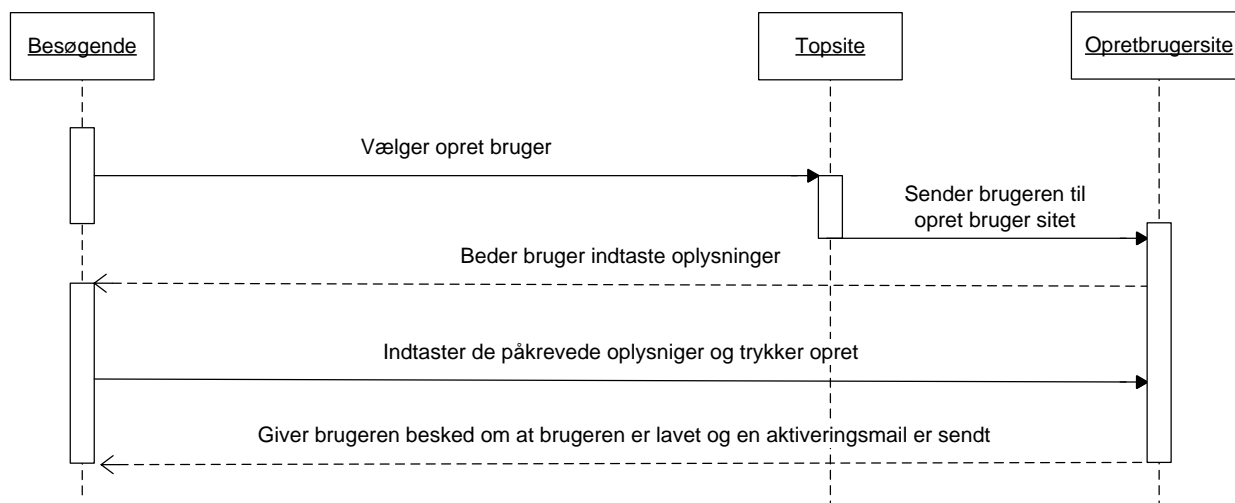 Besøgende
Topsite
Opretbrugersite
Vælger opret bruger
Sender brugeren til
opret bruger sitet
Beder bruger indtaste oplysninger
Indtaster de påkrevede oplysniger og trykker opret
Giver brugeren besked om at brugeren er lavet og en aktiveringsmail er sendt